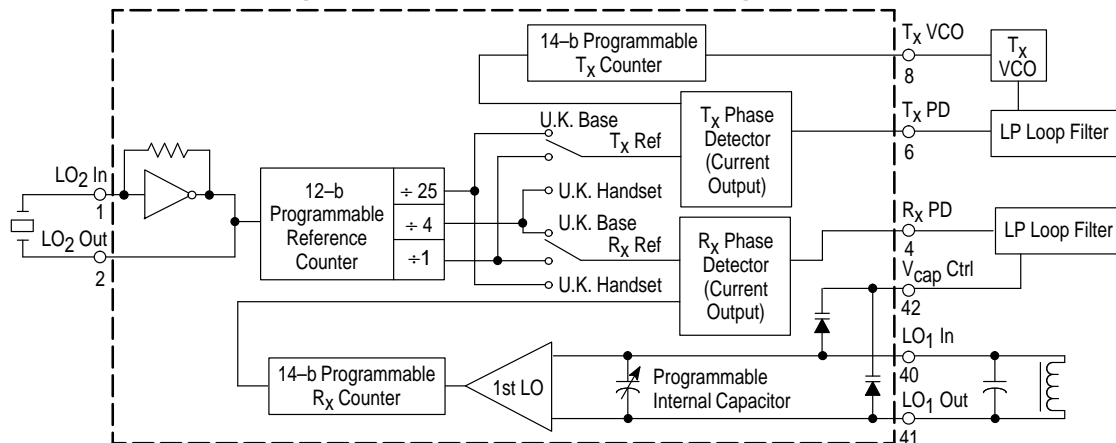 14–b Programmable
Tx Counter
Tx VCO
8
Tx
VCO
U.K. Base
Tx Ref
Tx Phase
Detector
(Current
Output)
Tx PD
6
LP Loop Filter
LO2 In
1
LO2 Out
2
12–b
Programmable
Reference
Counter
÷ 25
÷ 4
÷1
U.K. Handset
U.K. Base
Rx Ref
U.K. Handset
Rx Phase
Detector
(Current
Output)
Rx PD
4
LP Loop Filter
Vcap Ctrl
42
LO1 In
40
14–b Programmable
Rx Counter
1st LO
Programmable
Internal Capacitor
LO1 Out
41